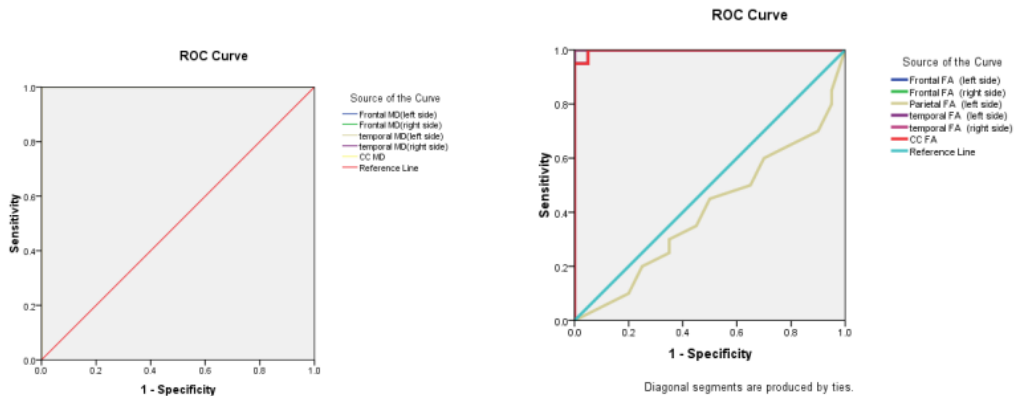 ROC Curve
Source of the Curve
Frontal MD(left side)
Frontal MD(right side)
temporal MD(left side)
temporal MD(right side)
CC MD
Reference Line
Sensitivity
1.0
0.8
0.6
0.4
0.2
0.0
0.0 0.2 0.4 0.6 0.8 1.0
1 - Specificity
ROC Curve
Source of the Curve
Frontal FA (left side)
Frontal FA (right side)
Parietal FA (left side)
temporal FA (left side)
temporal FA (right side)
CC FA
Reference Line
Sensitivity
1.0
0.8
0.6
0.4
0.2
0.0
0.0 0.2 0.4 0.6 0.8 1.0
1 - Specificity
Diagonal segments are produced by ties.